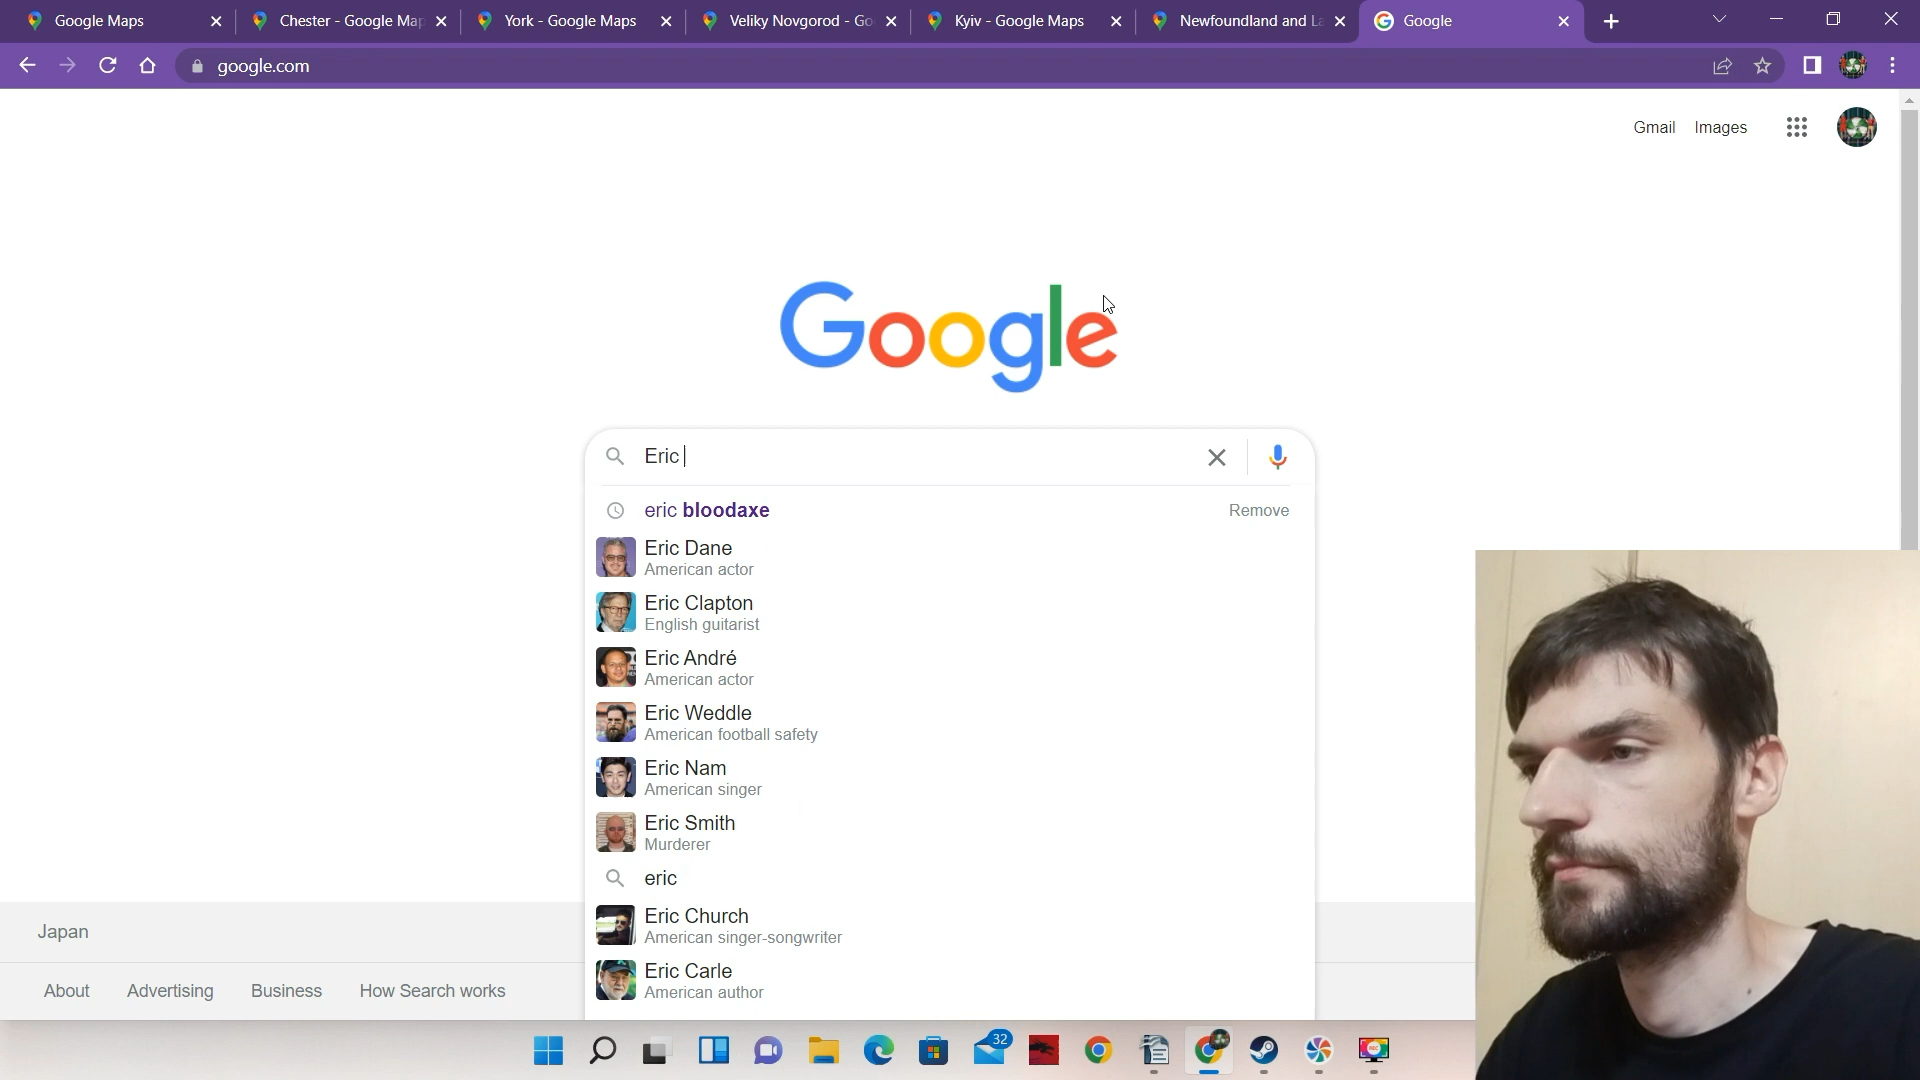 Google Maps
Chester - Google Map
York - Google Maps
Veliky Novgorod - Go
Kyiv - Google Maps
Newfoundland and La
Google
google.com
Gmail
Images
Google
Eric
eric bloodaxe
Remove
Eric Dane
American actor
Eric Clapton
English guitarist
Eric André
American actor
Eric Weddle
American football safety
Eric Nam
American singer
Eric Smith
Murderer
eric
Eric Church
American singer-songwriter
Eric Carle
American author
Japan
About
Advertising
Business
How Search works
32